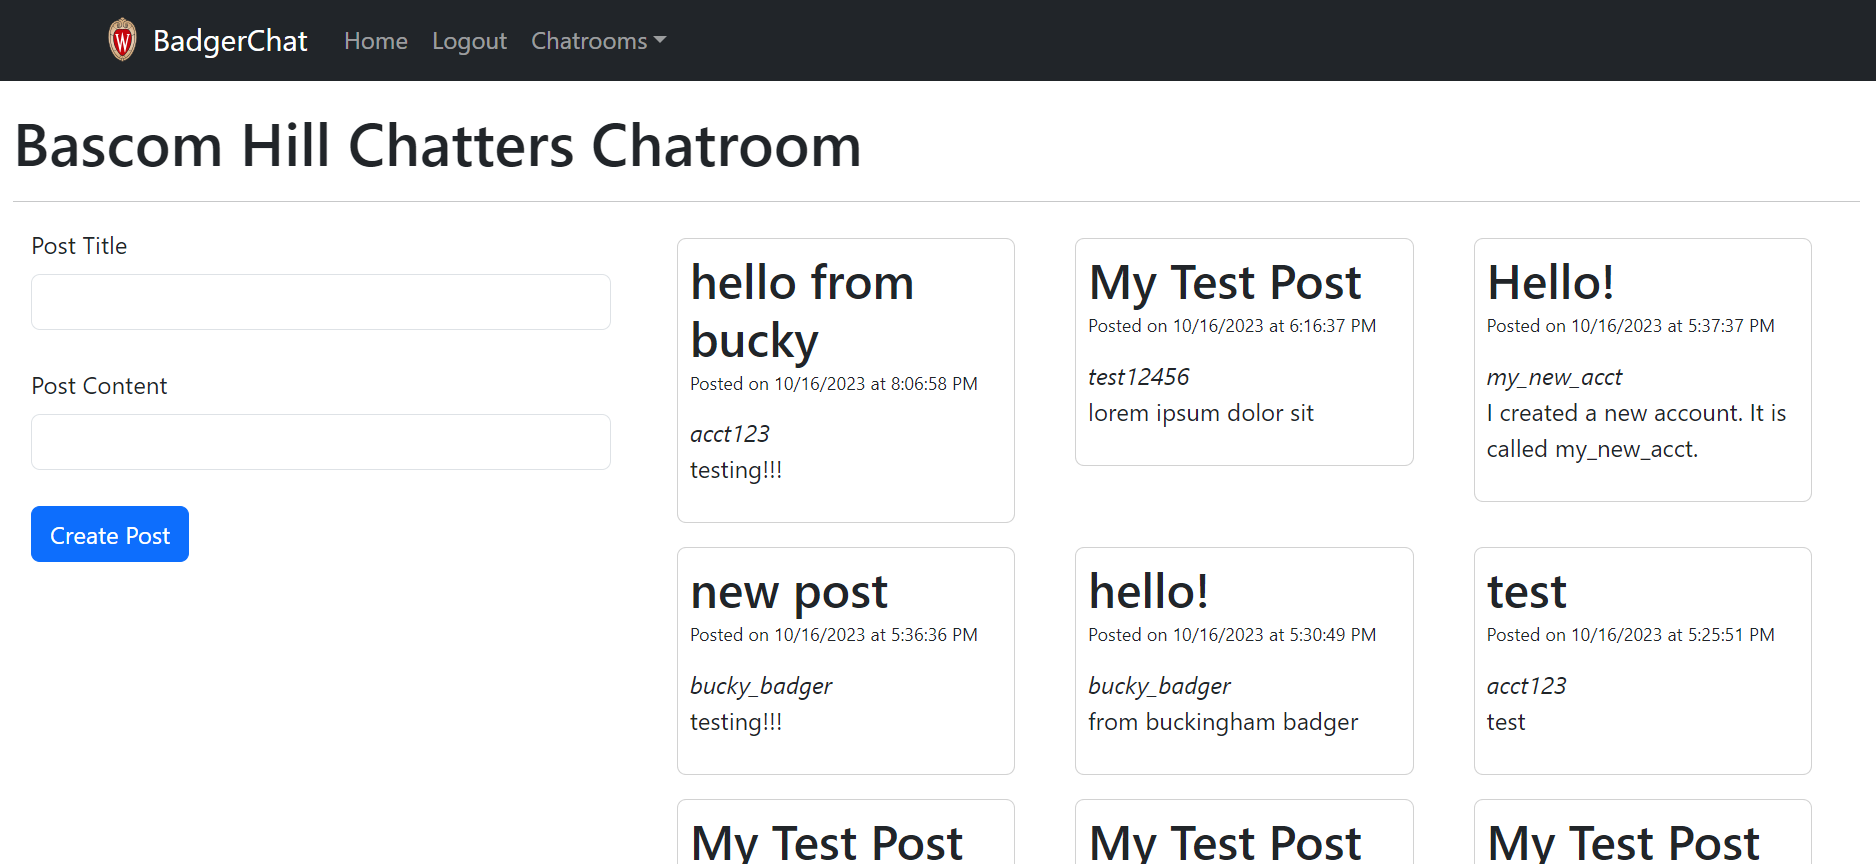 W
BadgerChat Home Logout Chatrooms
Bascom Hill Chatters Chatroom
Post Title
Post Content
Create Post
hello from
bucky
Posted on 10/16/2023 at 8:06:58 PM
acct123
testing!!!
My Test Post
Posted on 10/16/2023 at 6:16:37 PM
test12456
lorem ipsum dolor sit
Hello!
Posted on 10/16/2023 at 5:37:37 PM
my_new_acct
I created a new account. It is
called my_new_acct.
new post
Posted on 10/16/2023 at 5:36:36 PM
bucky_badger
testing!!!
hello!
Posted on 10/16/2023 at 5:30:49 PM
bucky_badger
from buckingham badger
test
Posted on 10/16/2023 at 5:25:51 PM
acct123
test
My Test Post
My Test Post
My Test Post